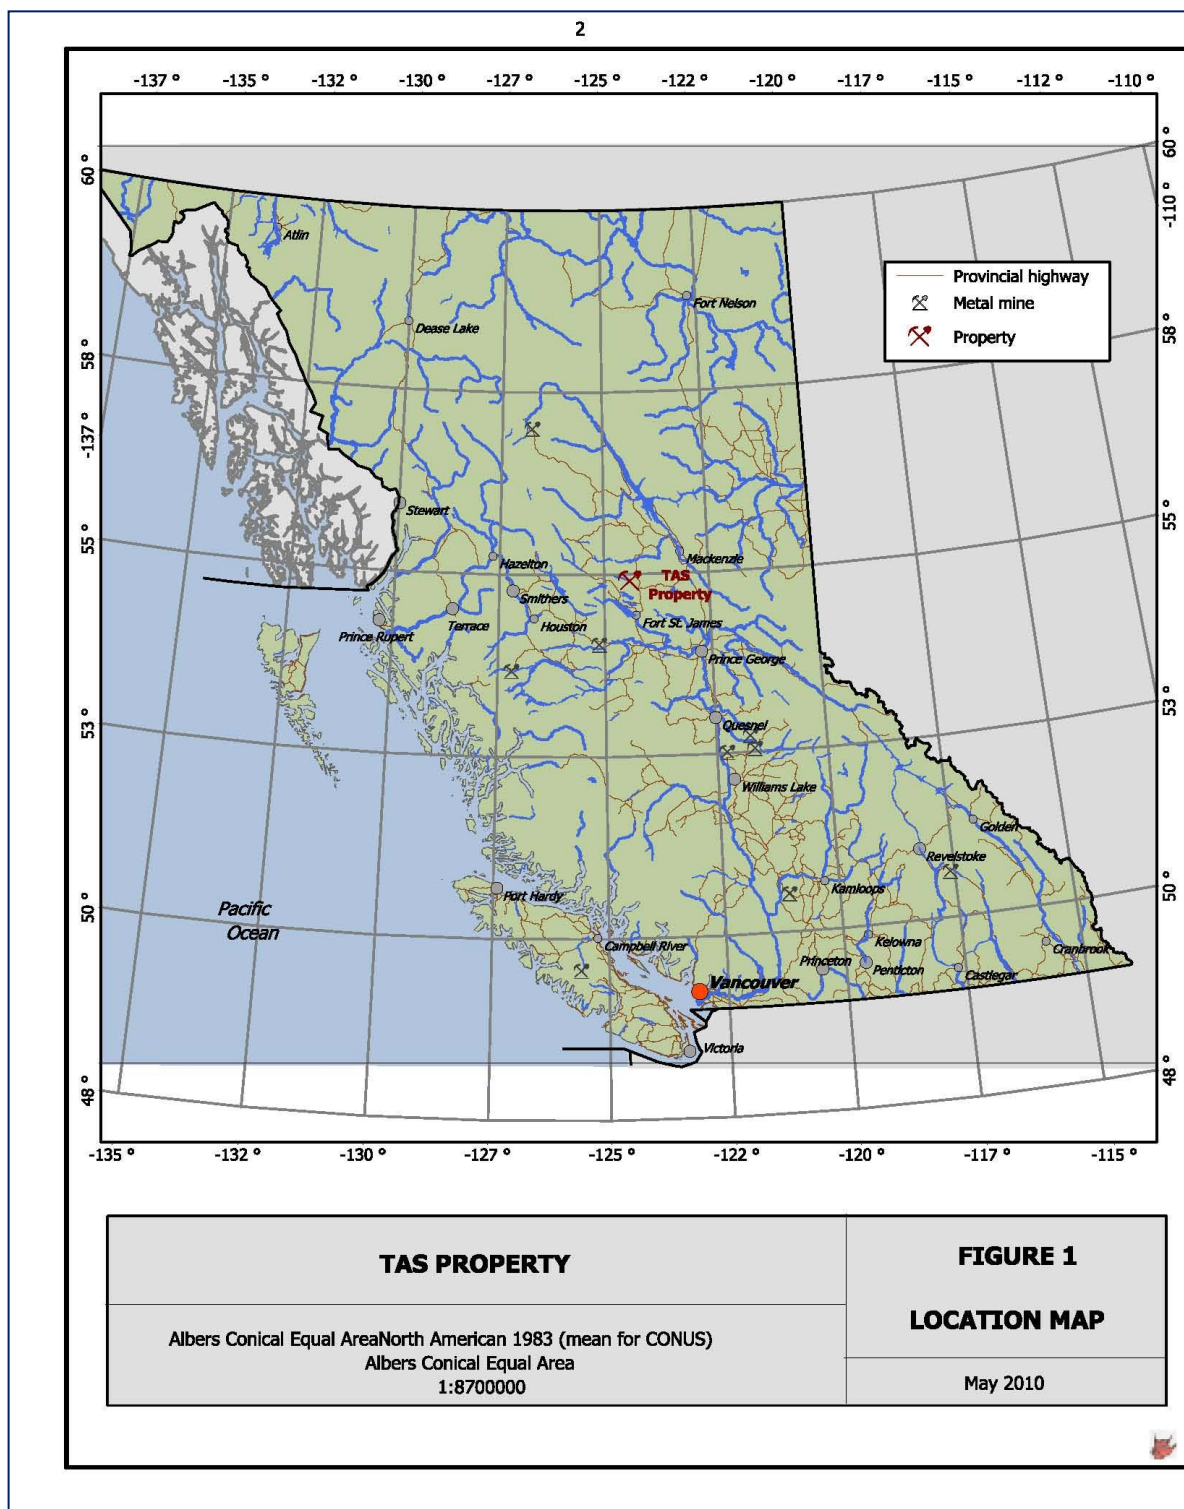 2
-137 ° -135 ° -132 ° -130 ° -127 ° -125 ° -122 ° -120 ° -117 ° -115 ° -112 ° -110 °
60 °
60 °
-110 °
Atlin
Provincial highway
Fort Nelson
Metal mine
Dease Lake
Property
58 °
58 °
-137 °
Stewart
55 °
55 °
Hazelton
Mackenzie
TAS
Property
Smithers
Terrace
Houston
Fort St. James
Prince Rupert
Prince George
53 °
53 °
Quesnel
Williams Lake
Golden
Revelstoke
Kamloops
Port Hardy
50 °
50 °
Pacific
Ocean
Campbell River
Kelowna
Cranbrook
Princeton
Penticton
Castlegar
Vancouver
Victoria
48 °
48 °
-135 ° -132 ° -130 ° -127 ° -125 ° -122 ° -120 ° -117 ° -115 °
TAS PROPERTY
FIGURE 1
LOCATION MAP
Albers Conical Equal AreaNorth American 1983 (mean for CONUS)
Albers Conical Equal Area
1:8700000
May 2010